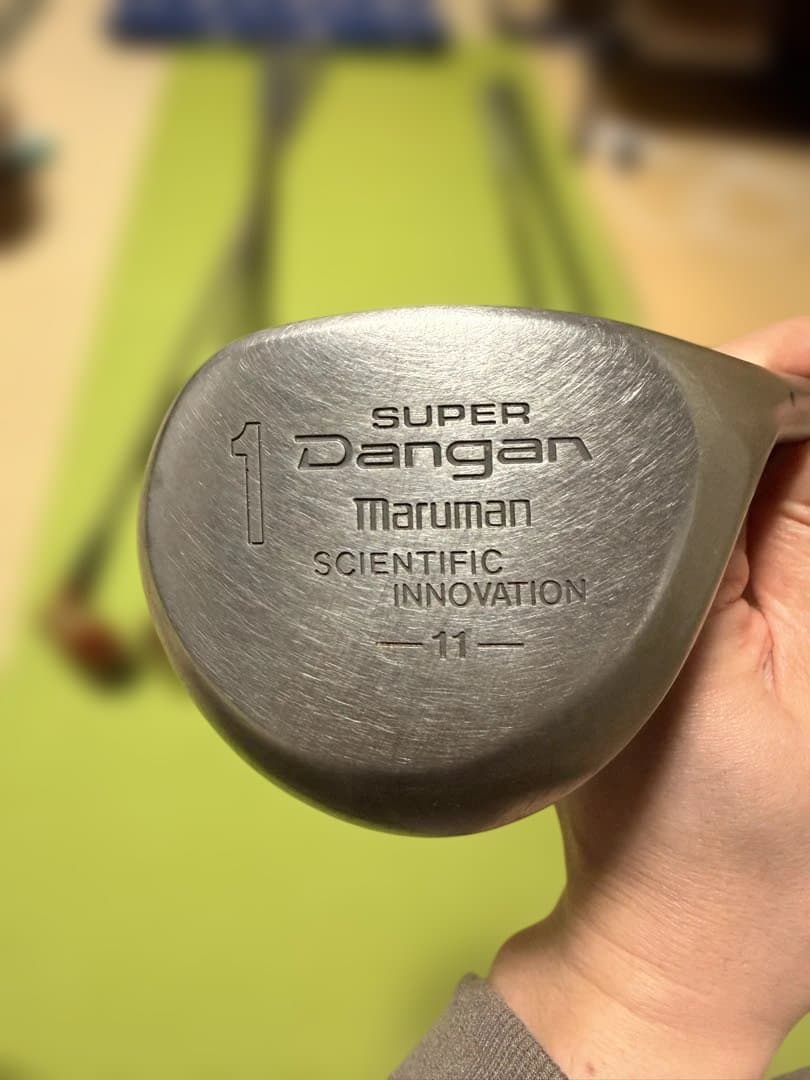 1
SUPER
Dangan
maruman
SCIENTIFIC
INNOVATION
— 11 —